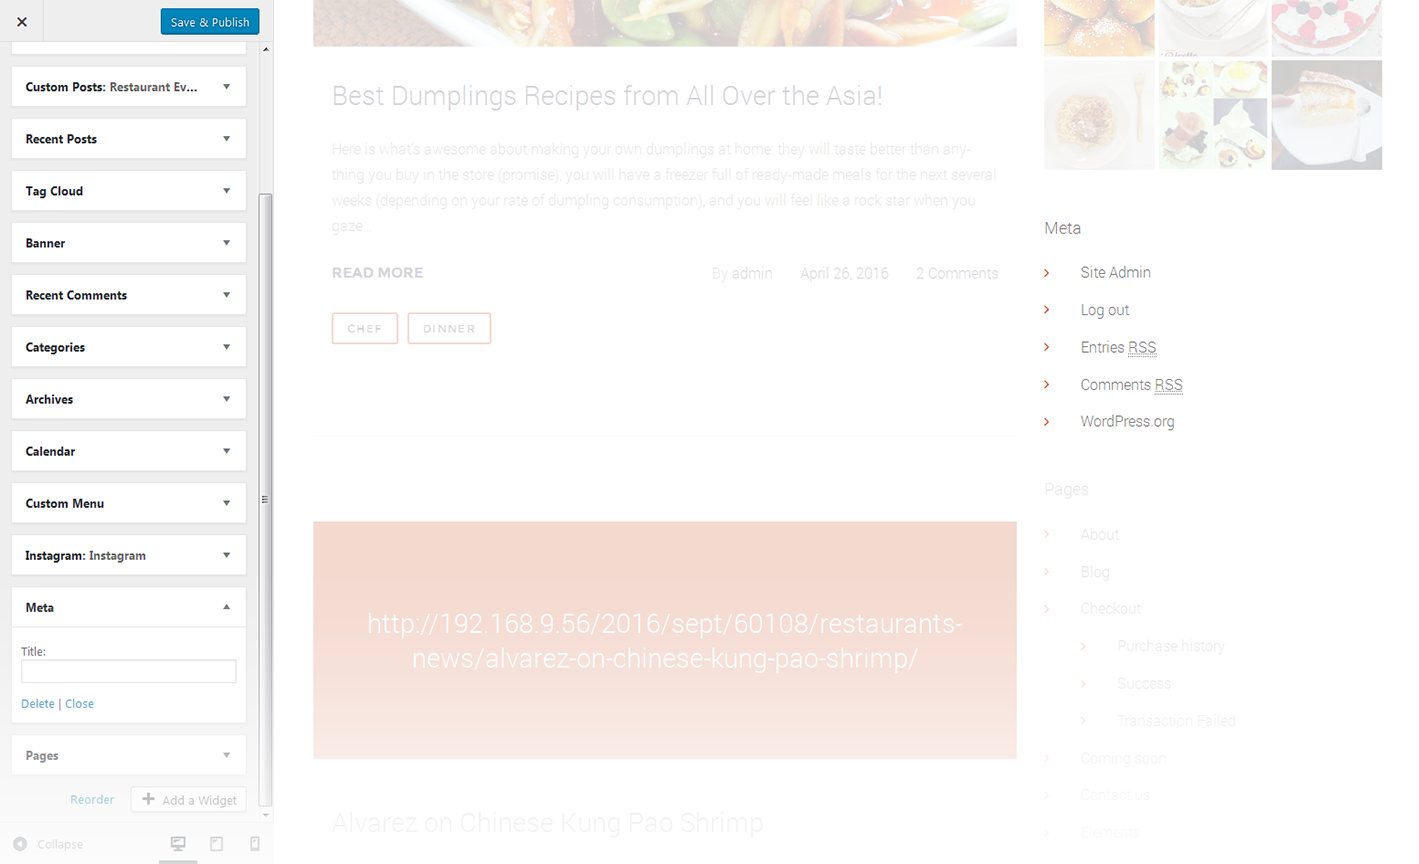 Save & Publish
Custom Posts: Restaurant Ev...
Recent Posts
Tag Cloud
Banner
Recent Comments
Categories
Archives
Calendar
Custom Menu
Instagram: Instagram
Meta
Title:
Delete | Close
Pages
Reorder
Add a Widget
Collapse
Best Dumplings Recipes from All Over the Asia!
Here is what's awesome about making your own dumplings at home: they will taste better than any-
thing you buy in the store (promise), you will have a freezer full of ready-made meals for the next several
weeks (depending on your rate of dumpling consumption), and you will feel like a rock star when you
gaze...
READ MORE
By admin
April 26, 2016
2 Comments
CHEF
DINNER
http://192.168.9.56/2016/sept/60108/restaurants-
news/alvarez-on-chinese-kung-pao-shrimp/
Alvarez on Chinese Kung Pao Shrimp
Meta
Site Admin
Log out
Entries RSS
Comments RSS
WordPress.org
Pages
About
Blog
Checkout
Purchase history
Success
Transaction Failed
Coming soon
Contact us
Elements